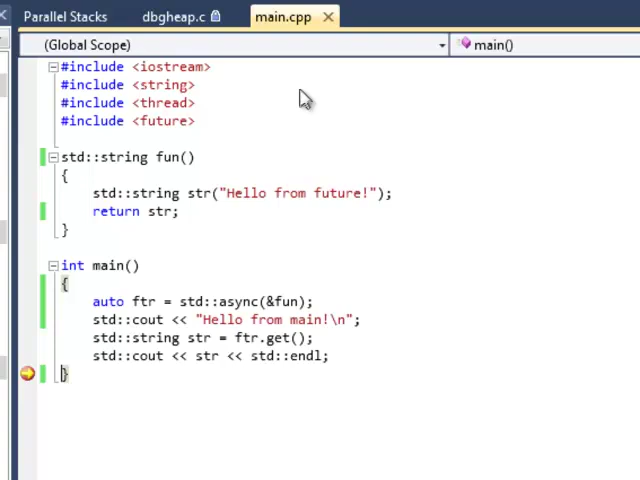 Parallel Stacks dbgheap.c main.cpp
(Global Scope) main()
#include <iostream>
#include <string>
#include <thread>
#include <future>
std::string fun()
{
std::string str("Hello from future!");
return str;
}
int main()
{
auto ftr = std::async(&fun);
std::cout << "Hello from main!\n";
std::string str = ftr.get();
std::cout << str << std::endl;
}